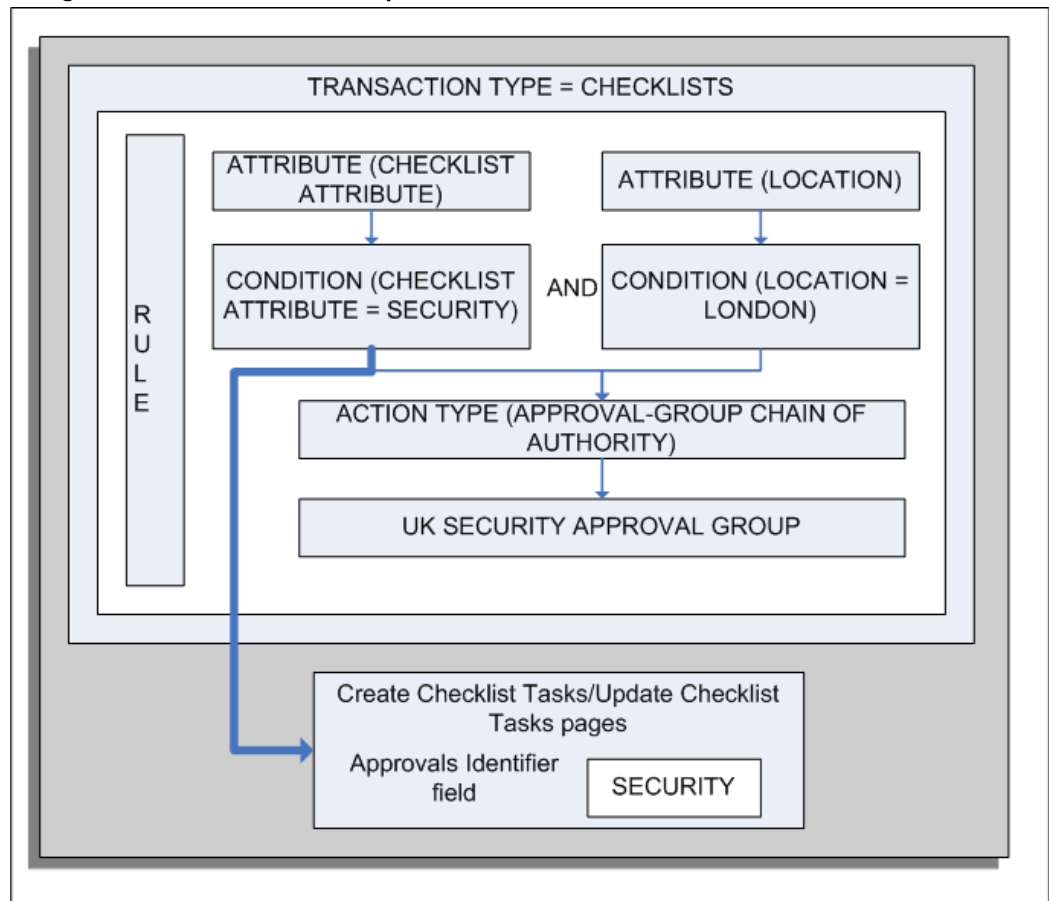 TRANSACTION TYPE = CHECKLISTS
RULE
ATTRIBUTE (CHECKLIST
ATTRIBUTE)
ATTRIBUTE (LOCATION)
CONDITION (CHECKLIST
ATTRIBUTE = SECURITY)
AND
CONDITION (LOCATION =
LONDON)
ACTION TYPE (APPROVAL-GROUP CHAIN OF
AUTHORITY)
UK SECURITY APPROVAL GROUP
Create Checklist Tasks/Update Checklist
Tasks pages
Approvals Identifier
field
SECURITY